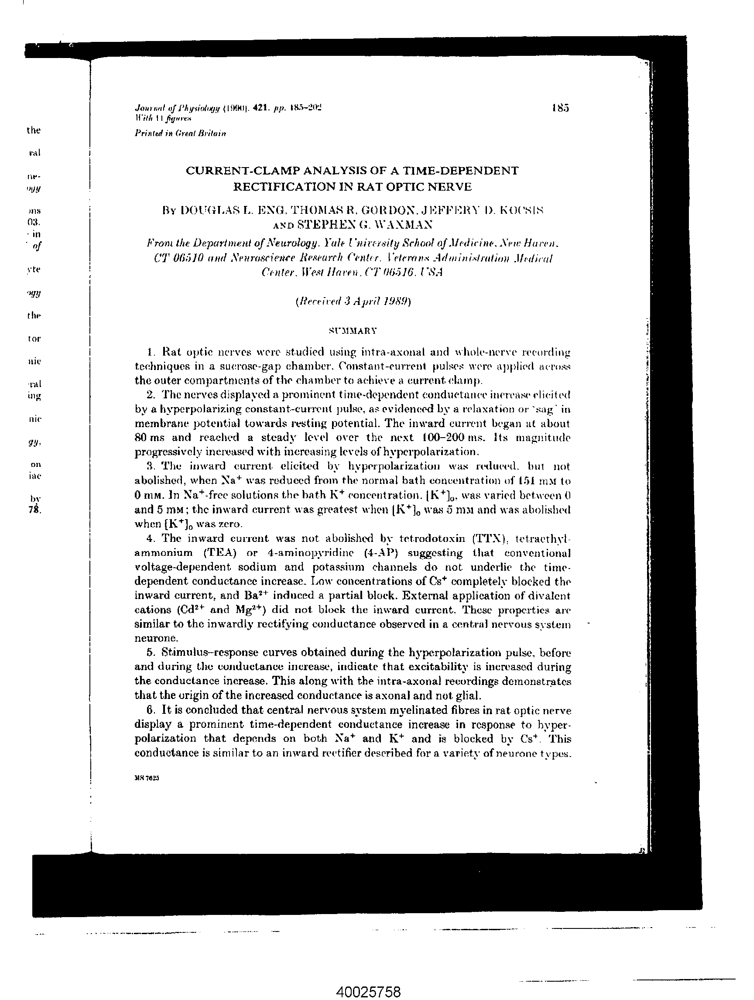 Journal of Physiology (1990), 421, pp. 185–202
With 11 figures
Printed in Great Britain
185
CURRENT-CLAMP ANALYSIS OF A TIME-DEPENDENT
RECTIFICATION IN RAT OPTIC NERVE
By DOUGLAS L. ENG, THOMAS R. GORDON, JEFFERY D. KOCSIS
AND STEPHEN G. WAXMAN
From the Department of Neurology, Yale University School of Medicine, New Haven,
CT 06510 and Neuroscience Research Center, Veterans Administration Medical
Center, West Haven, CT 06516, USA
(Received 3 April 1989)
SUMMARY
1. Rat optic nerves were studied using intra-axonal and whole-nerve recording
techniques in a sucrose-gap chamber. Constant-current pulses were applied across
the outer compartments of the chamber to achieve a current clamp.
2. The nerves displayed a prominent time-dependent conductance increase elicited
by a hyperpolarizing constant-current pulse, as evidenced by a relaxation or 'sag' in
membrane potential towards resting potential. The inward current began at about
80 ms and reached a steady level over the next 100–200 ms. Its magnitude
progressively increased with increasing levels of hyperpolarization.
3. The inward current elicited by hyperpolarization was reduced, but not
abolished, when Na⁺ was reduced from the normal bath concentration of 151 mM to
0 mM. In Na⁺-free solutions the bath K⁺ concentration, [K⁺]ₒ, was varied between 0
and 5 mM; the inward current was greatest when [K⁺]ₒ was 5 mM and was abolished
when [K⁺]ₒ was zero.
4. The inward current was not abolished by tetrodotoxin (TTX), tetraethyl-
ammonium (TEA) or 4-aminopyridine (4-AP) suggesting that conventional
voltage-dependent sodium and potassium channels do not underlie the time-
dependent conductance increase. Low concentrations of Cs⁺ completely blocked the
inward current, and Ba²⁺ induced a partial block. External application of divalent
cations (Cd²⁺ and Mg²⁺) did not block the inward current. These properties are
similar to the inwardly rectifying conductance observed in a central nervous system
neurone.
5. Stimulus–response curves obtained during the hyperpolarization pulse, before
and during the conductance increase, indicate that excitability is increased during
the conductance increase. This along with the intra-axonal recordings demonstrates
that the origin of the increased conductance is axonal and not glial.
6. It is concluded that central nervous system myelinated fibres in rat optic nerve
display a prominent time-dependent conductance increase in response to hyper-
polarization that depends on both Na⁺ and K⁺ and is blocked by Cs⁺. This
conductance is similar to an inward rectifier described for a variety of neurone types.
MS 7625
the
ral
ne-
ogy
ms
03.
in
of
yte
ogy
the
tor
nic
ral
ing
nic
gy,
on
iac
by
78.
40025758